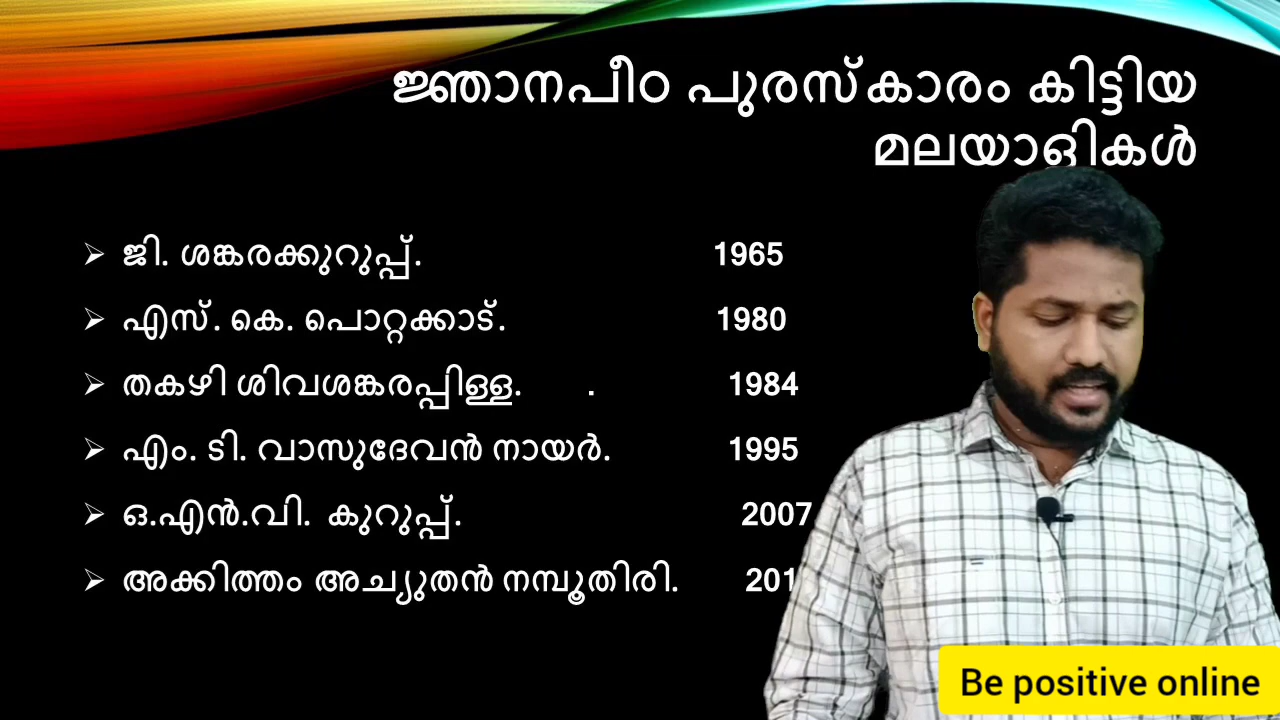 ജ്ഞാനപീഠ പുരസ്കാരം കിട്ടിയ
മലയാളികൾ
➢ ജി. ശങ്കരക്കുറുപ്പ്. 1965
➢ എസ്. കെ. പൊറ്റക്കാട്. 1980
➢ തകഴി ശിവശങ്കരപ്പിള്ള. . 1984
➢ എം. ടി. വാസുദേവൻ നായർ. 1995
➢ ഒ.എൻ.വി. കുറുപ്പ്. 2007
➢ അക്കിത്തം അച്യുതൻ നമ്പൂതിരി.
Be positive online